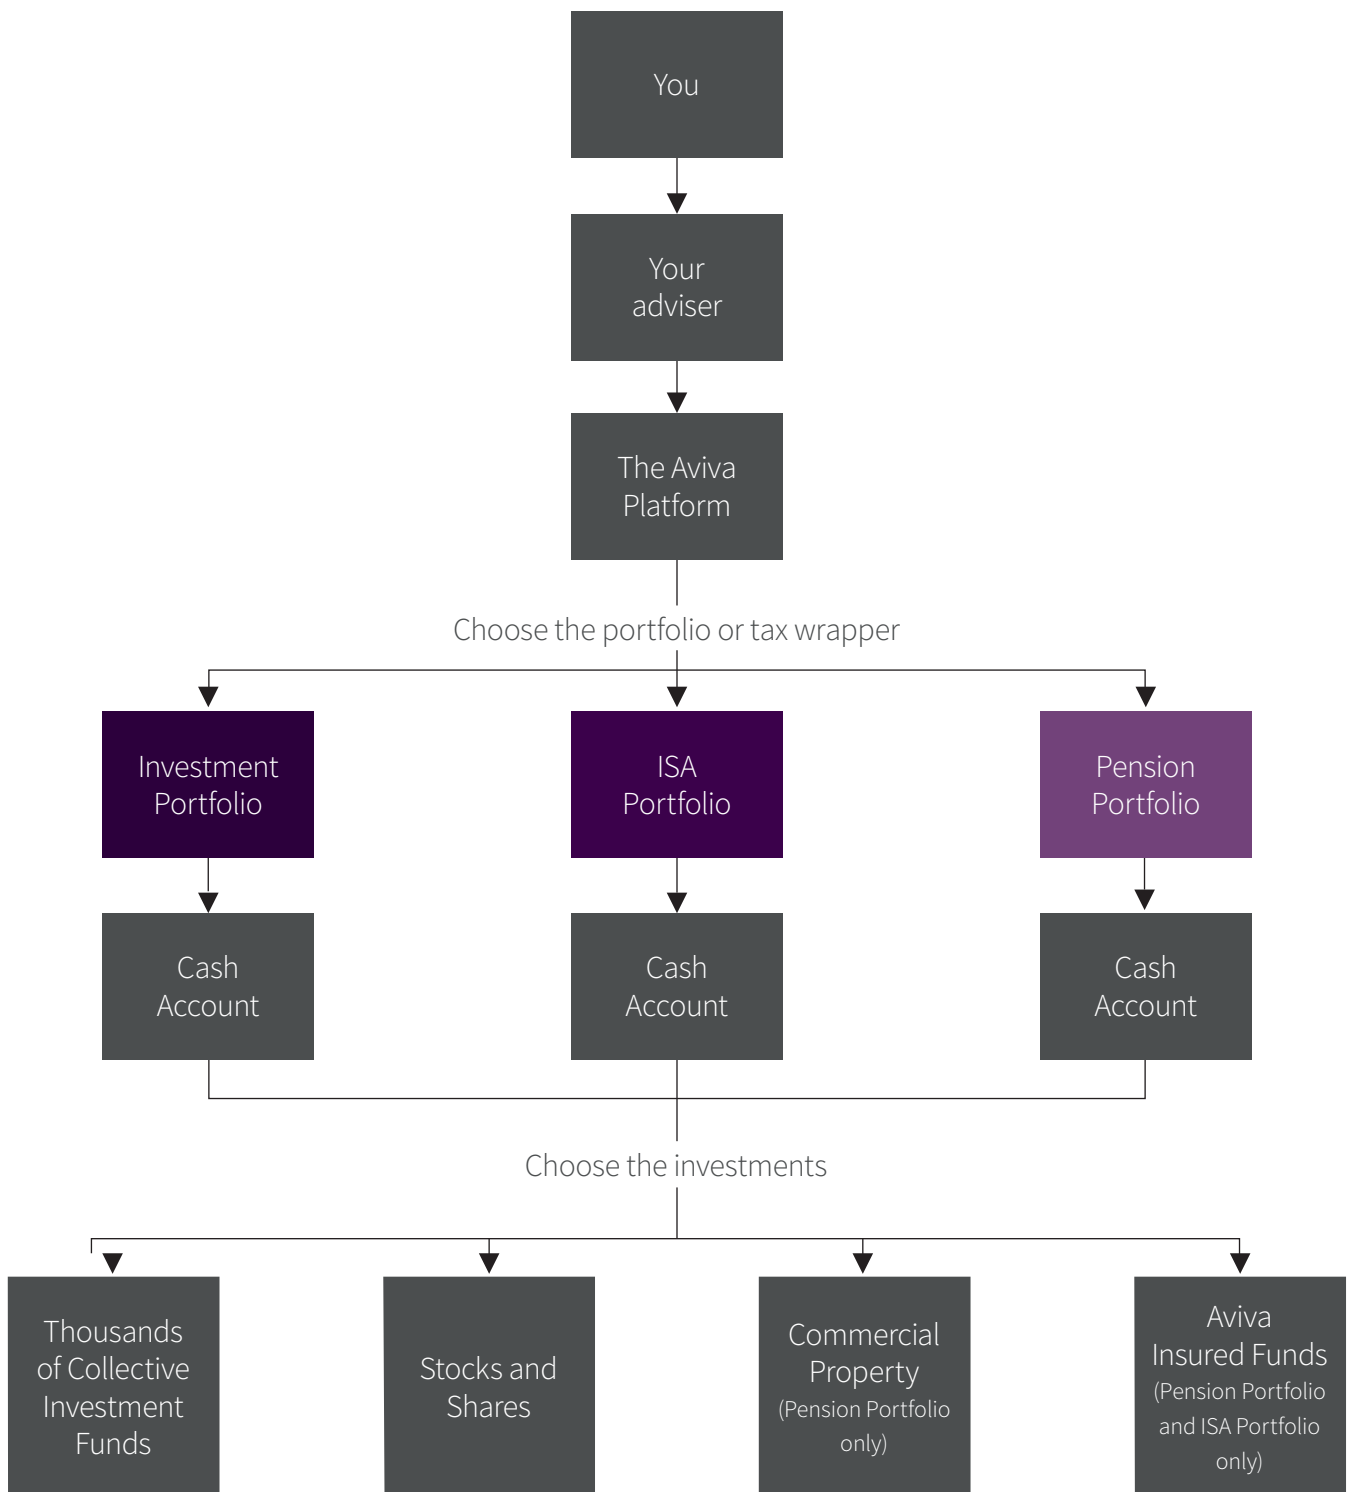 You
Your
adviser
The Aviva
Platform
Choose the portfolio or tax wrapper
Investment
Portfolio
ISA
Portfolio
Pension
Portfolio
Cash
Account
Cash
Account
Cash
Account
Choose the investments
Thousands
of Collective
Investment
Funds
Stocks and
Shares
Commercial
Property
(Pension Portfolio
only)
Aviva
Insured Funds
(Pension Portfolio
and ISA Portfolio
only)